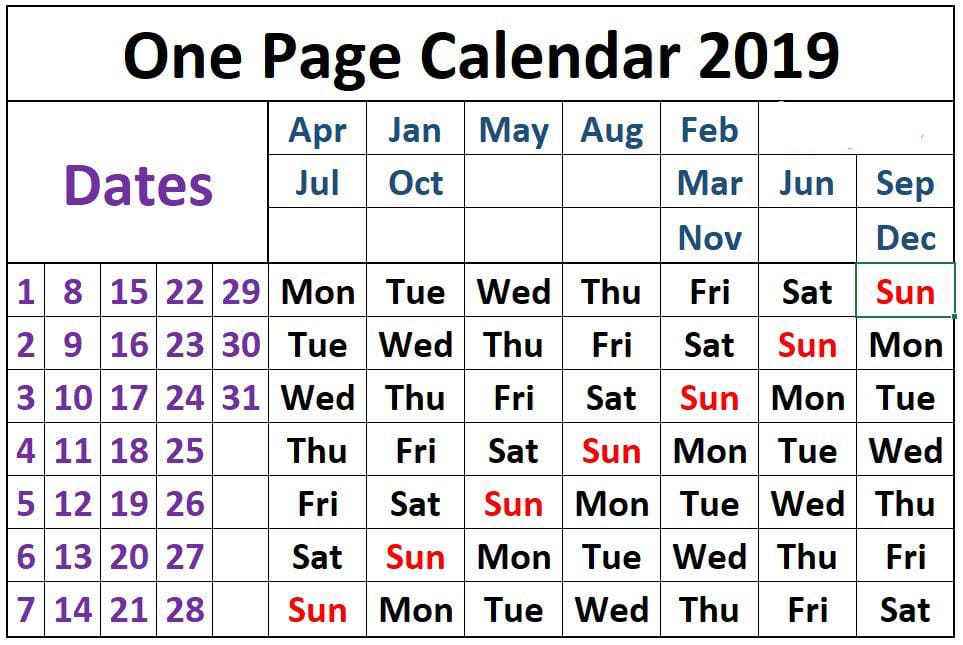 One Page Calendar 2019
Dates
Apr Jan May Aug Feb
Jul Oct Mar Jun Sep
Nov Dec
1 8 15 22 29 Mon Tue Wed Thu Fri Sat Sun
2 9 16 23 30 Tue Wed Thu Fri Sat Sun Mon
3 10 17 24 31 Wed Thu Fri Sat Sun Mon Tue
4 11 18 25 Thu Fri Sat Sun Mon Tue Wed
5 12 19 26 Fri Sat Sun Mon Tue Wed Thu
6 13 20 27 Sat Sun Mon Tue Wed Thu Fri
7 14 21 28 Sun Mon Tue Wed Thu Fri Sat